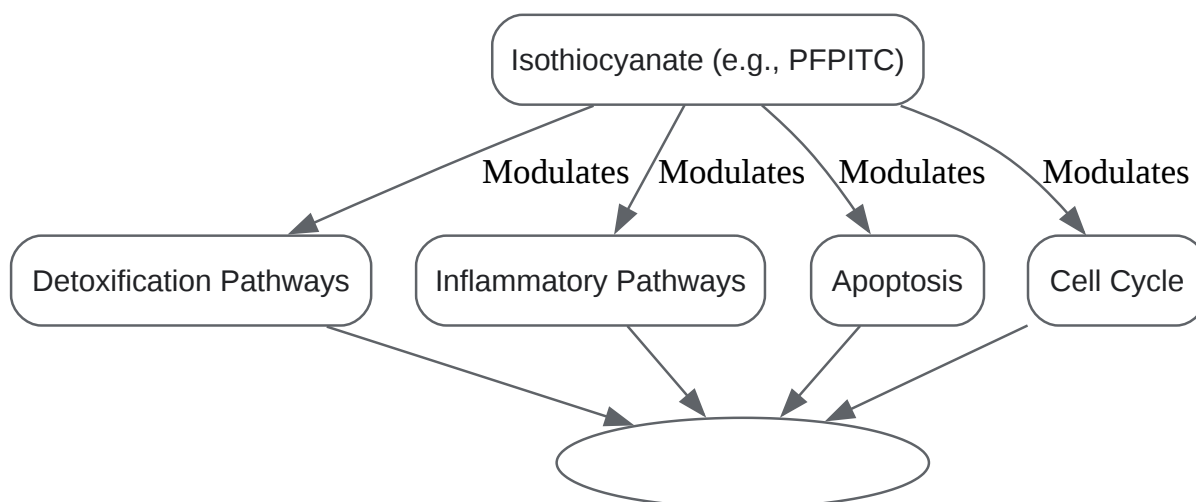 Isothiocyanate (e.g., PFPITC)
Modulates Modulates Modulates Modulates
Detoxification Pathways Inflammatory Pathways Apoptosis Cell Cycle